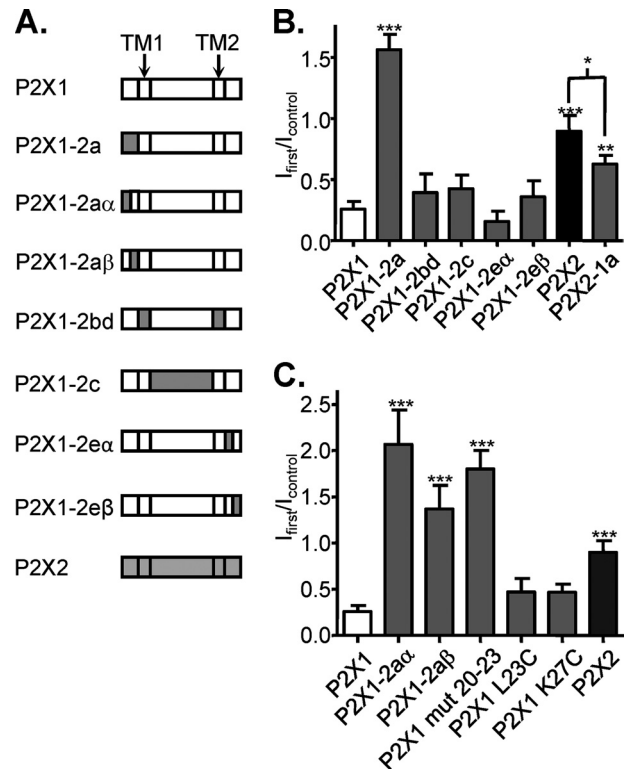 A.
TM1 TM2
P2X1
P2X1-2a
P2X1-2aα
P2X1-2aβ
P2X1-2bd
P2X1-2c
P2X1-2eα
P2X1-2eβ
P2X2
B.
Ifirst/Icontrol
1.5
1.0
0.5
0.0
***
***
*
**
P2X1
P2X1-2a
P2X1-2bd
P2X1-2c
P2X1-2eα
P2X1-2eβ
P2X2
P2X2-1a
C.
Ifirst/Icontrol
2.5
2.0
1.5
1.0
0.5
0.0
***
***
***
***
P2X1
P2X1-2aα
P2X1-2aβ
P2X1 mut 20-23
P2X1 L23C
P2X1 K27C
P2X2